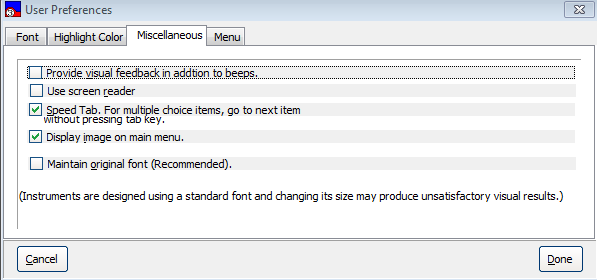 User Preferences
Font Highlight Color Miscellaneous Menu
Provide visual feedback in addtion to beeps.
Use screen reader
Speed Tab. For multiple choice items, go to next item
without pressing tab key.
Display image on main menu.
Maintain original font (Recommended).
(Instruments are designed using a standard font and changing its size may produce unsatisfactory visual results.)
Cancel Done